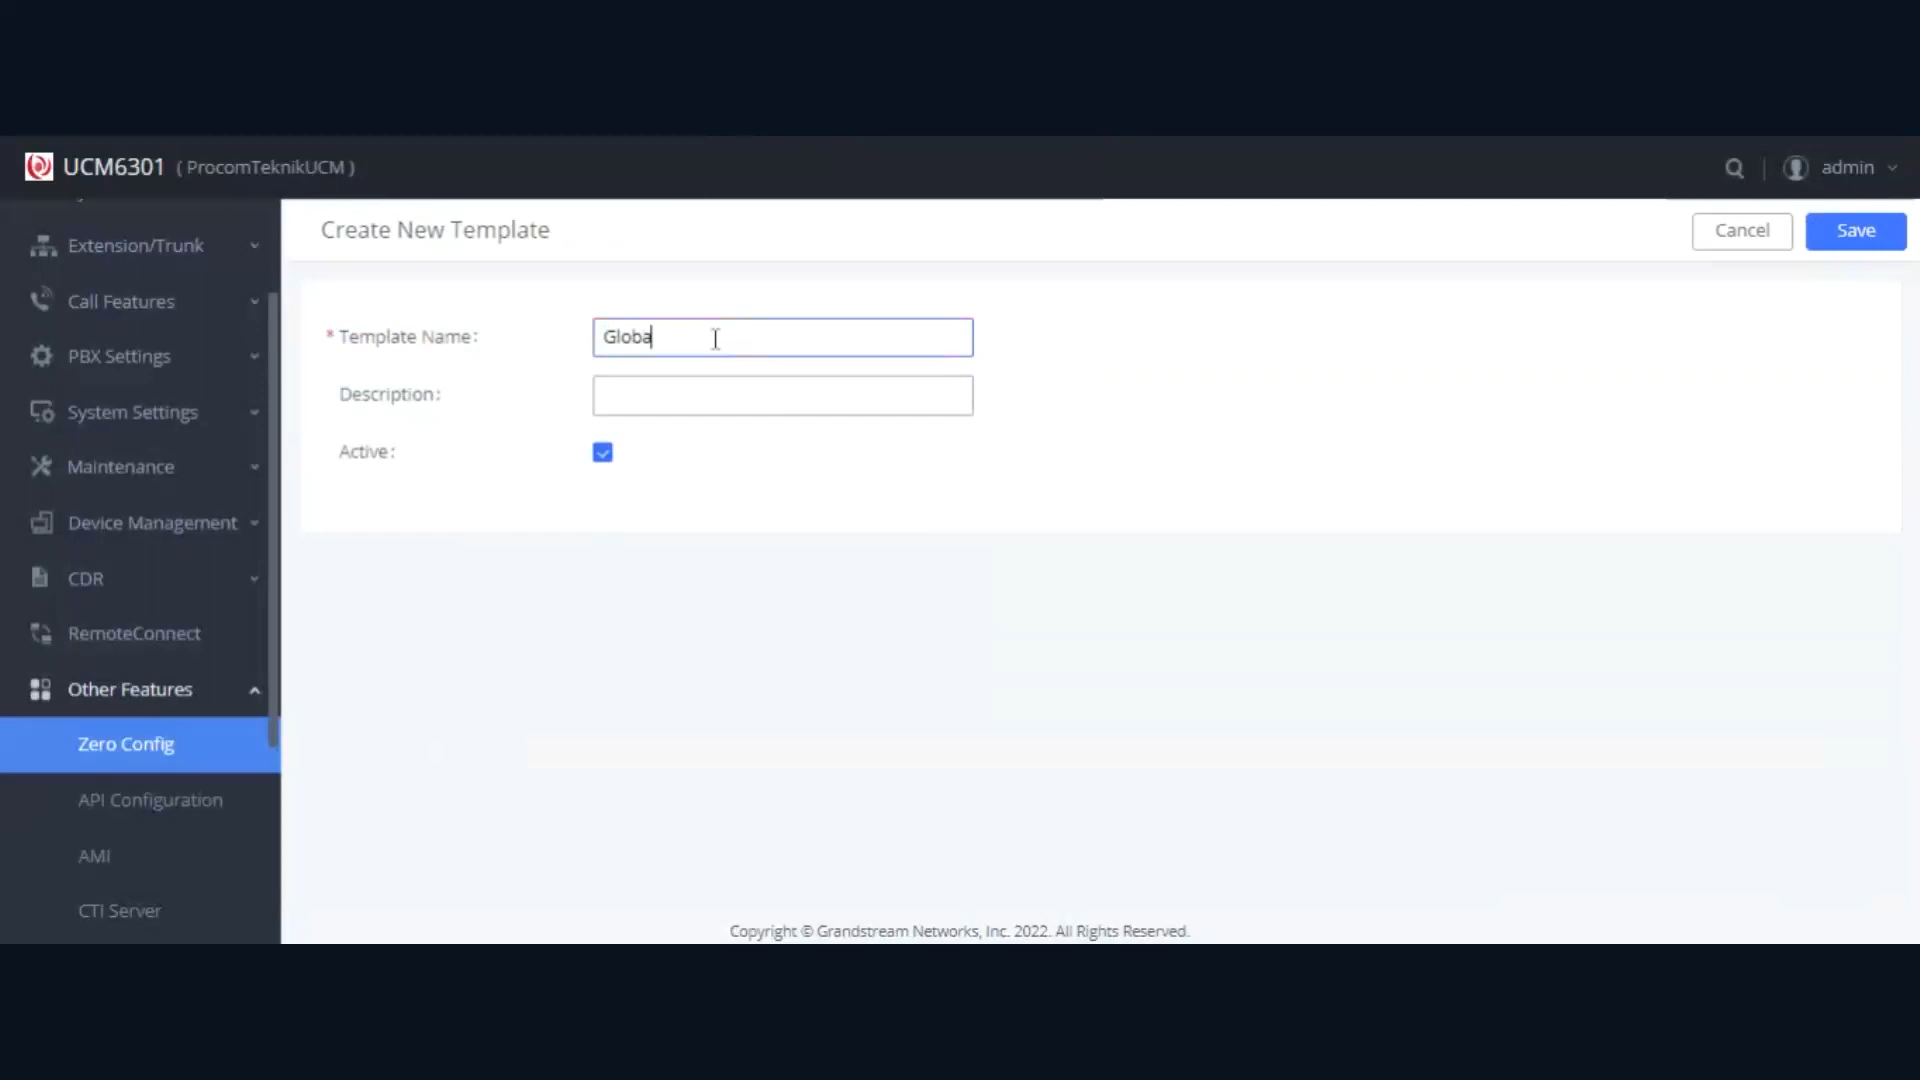 UCM6301 ( ProcomTeknikUCM )
admin
Extension/Trunk
Call Features
PBX Settings
System Settings
Maintenance
Device Management
CDR
RemoteConnect
Other Features
Zero Config
API Configuration
AMI
CTI Server
Create New Template
Cancel
Save
* Template Name:
Globa
Description:
Active:
Copyright © Grandstream Networks, Inc. 2022. All Rights Reserved.